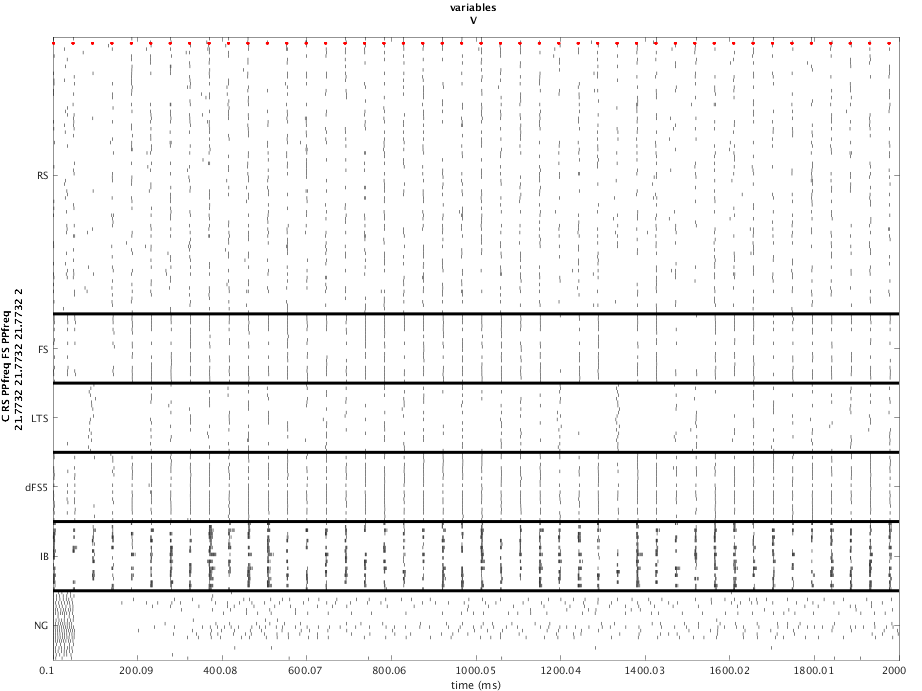 variables
V
C RS PPfreq FS PPfreq
21.7732 21.7732 21.7732 2
RS
FS
LTS
dFS5
IB
NG
0.1 200.09 400.08 600.07 800.06 1000.05 1200.04 1400.03 1600.02 1800.01 2000
time (ms)